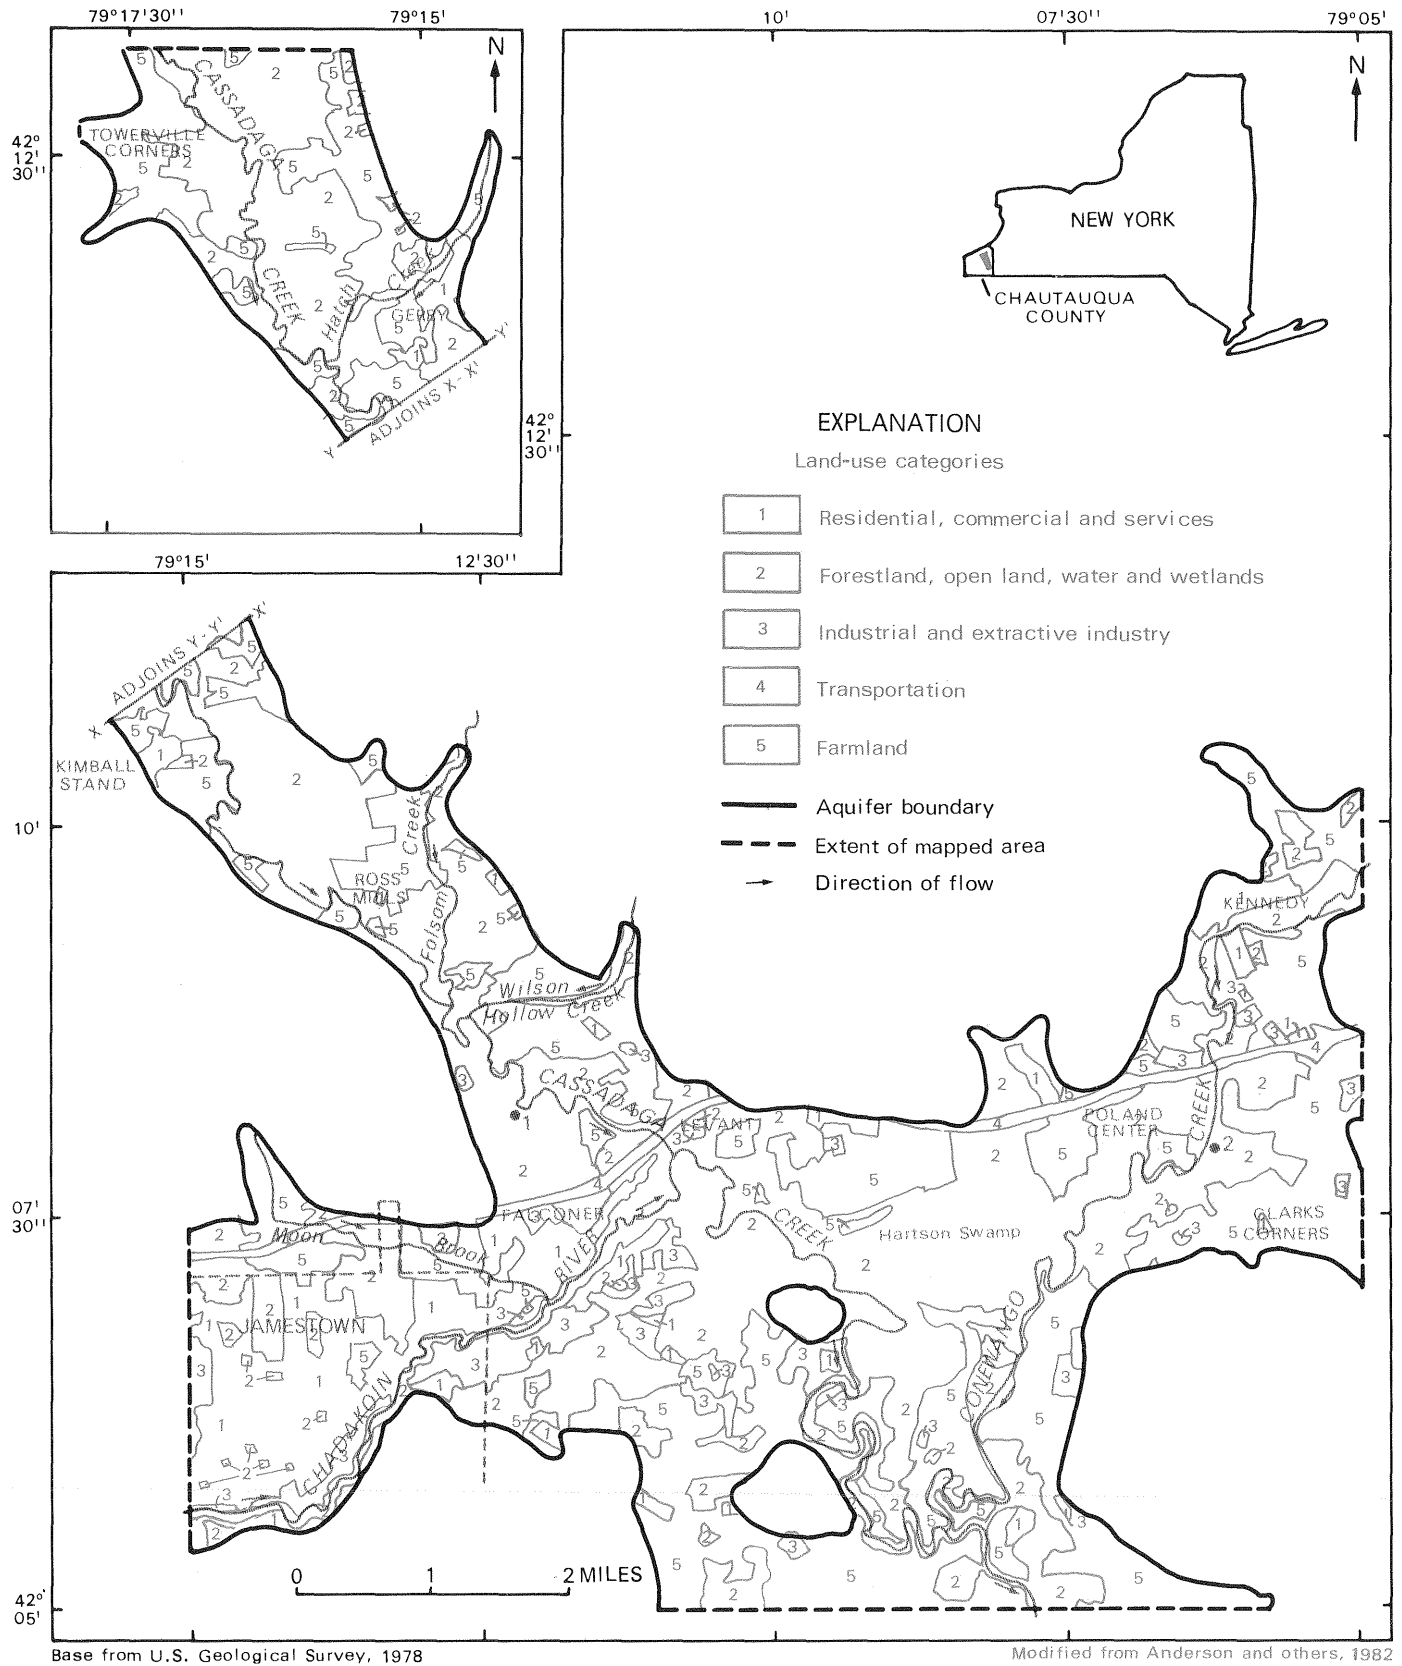 79°17'30'' 79°15' 10' 07'30'' 79°05'
N
N
CASSADAGA
TOWERVILLE
CORNERS
42°
12'
30''
NEW YORK
CHAUTAUQUA
COUNTY
CREEK
Hatch Creek
GERRY
Y Y'
ADJOINS X-X'
42°
12'
30''
EXPLANATION
Land-use categories
1 Residential, commercial and services
2 Forestland, open land, water and wetlands
3 Industrial and extractive industry
4 Transportation
5 Farmland
Aquifer boundary
Extent of mapped area
Direction of flow
79°15' 12'30''
X X'
ADJOINS Y-Y'
KIMBALL
STAND
10'
ROSS
MILLS
Folsom Creek
Wilson
Hollow Creek
KENNEDY
CASSADAGA
LEVANT
POLAND
CENTER
CREEK
07'
30''
FALCONER
Moon Brook
RIVER
CREEK
Hartson Swamp
CLARKS
CORNERS
JAMESTOWN
CHADAKOIN
CONEWANGO
0 1 2 MILES
42°
05'
Base from U.S. Geological Survey, 1978
Modified from Anderson and others, 1982